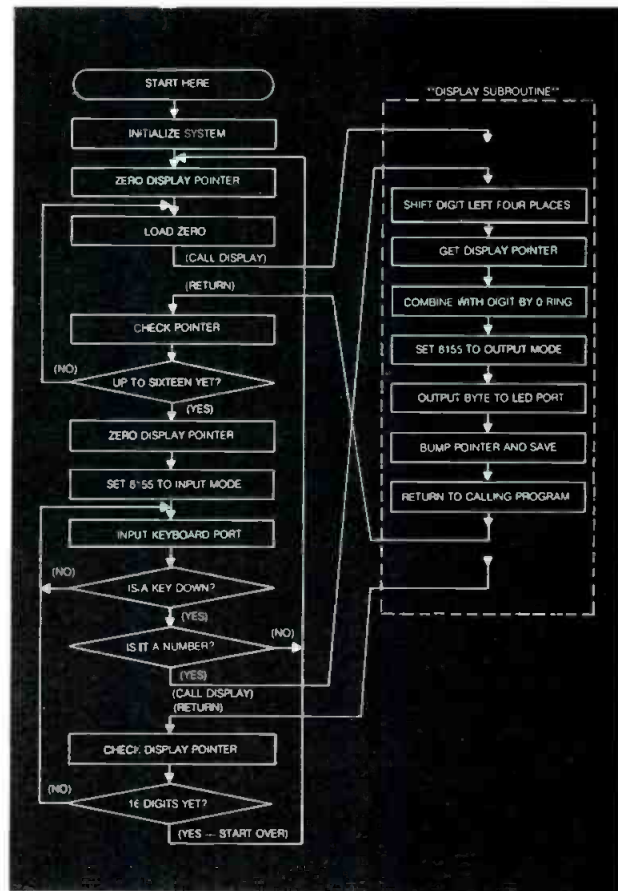 START HERE
INITIALIZE SYSTEM
ZERO DISPLAY POINTER
LOAD ZERO
(CALL DISPLAY)
(RETURN)
CHECK POINTER
(NO)
UP TO SIXTEEN YET?
(YES)
ZERO DISPLAY POINTER
SET 8155 TO INPUT MODE
INPUT KEYBOARD PORT
(NO)
IS A KEY DOWN?
(YES)
(NO)
IS IT A NUMBER?
(YES)
(CALL DISPLAY)
(RETURN)
CHECK DISPLAY POINTER
(NO)
16 DIGITS YET?
(YES — START OVER)
**DISPLAY SUBROUTINE**
SHIFT DIGIT LEFT FOUR PLACES
GET DISPLAY POINTER
COMBINE WITH DIGIT BY O RING
SET 8155 TO OUTPUT MODE
OUTPUT BYTE TO LED PORT
BUMP POINTER AND SAVE
RETURN TO CALLING PROGRAM